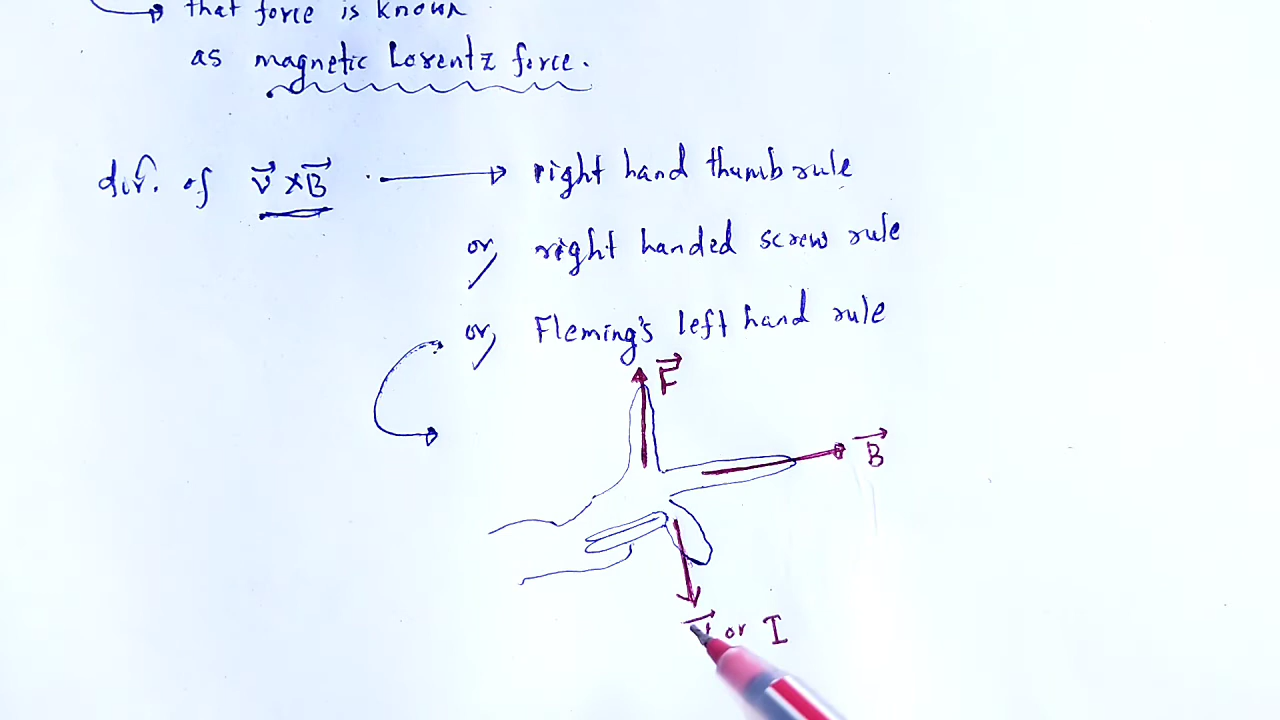 that force is known
as magnetic Lorentz force.
dir. of v⃗ × B⃗ → right hand thumb rule
or, right handed screw rule
or, Fleming's left hand rule
F⃗
B⃗
v⃗ or I